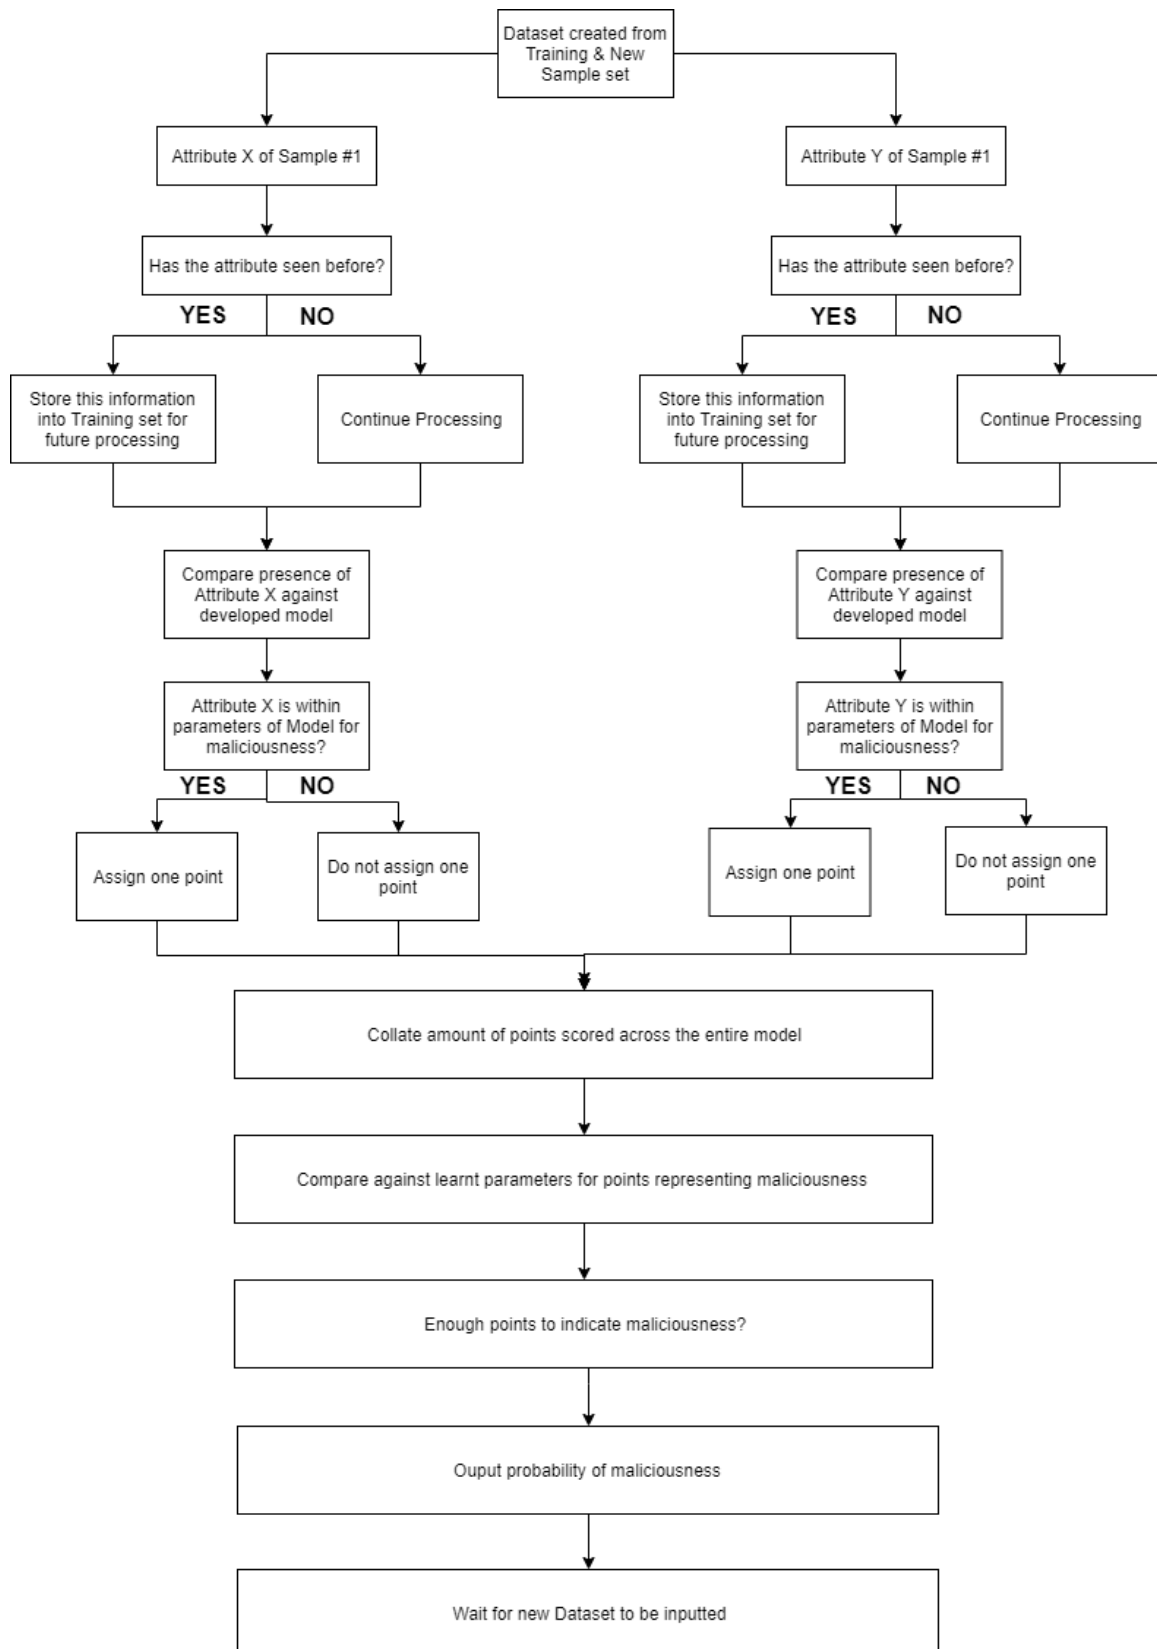 Dataset created from
Training & New
Sample set
Attribute X of Sample #1
Attribute Y of Sample #1
Has the attribute seen before?
Has the attribute seen before?
YES
NO
YES
NO
Store this information
into Training set for
future processing
Continue Processing
Store this information
into Training set for
future processing
Continue Processing
Compare presence of
Attribute X against
developed model
Compare presence of
Attribute Y against
developed model
Attribute X is within
parameters of Model for
maliciousness?
Attribute Y is within
parameters of Model for
maliciousness?
YES
NO
YES
NO
Assign one point
Do not assign one
point
Assign one point
Do not assign one
point
Collate amount of points scored across the entire model
Compare against learnt parameters for points representing maliciousness
Enough points to indicate maliciousness?
Ouput probability of maliciousness
Wait for new Dataset to be inputted